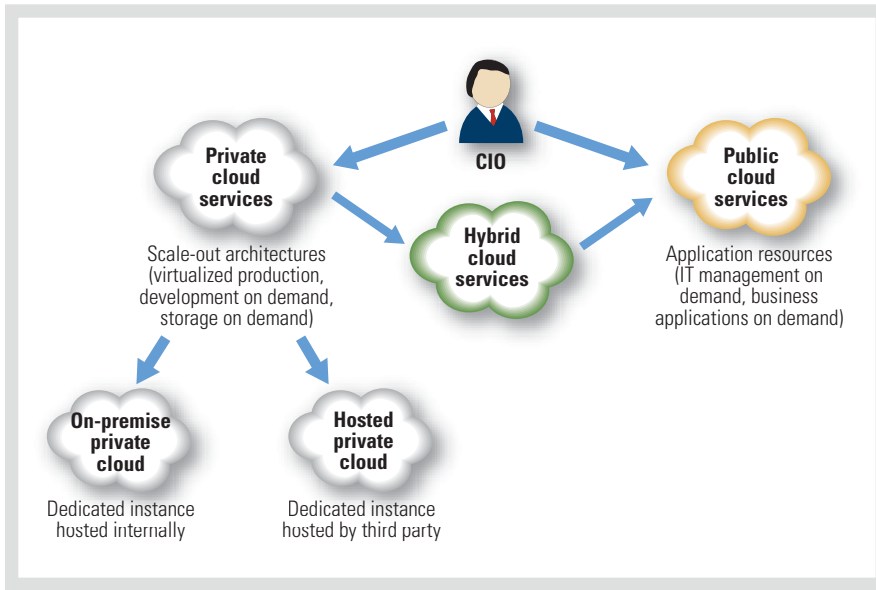 CIO
Private
cloud
services
Public
cloud
services
Hybrid
cloud
services
Scale-out architectures
(virtualized production,
development on demand,
storage on demand)
Application resources
(IT management on
demand, business
applications on demand)
On-premise
private
cloud
Hosted
private
cloud
Dedicated instance
hosted internally
Dedicated instance
hosted by third party